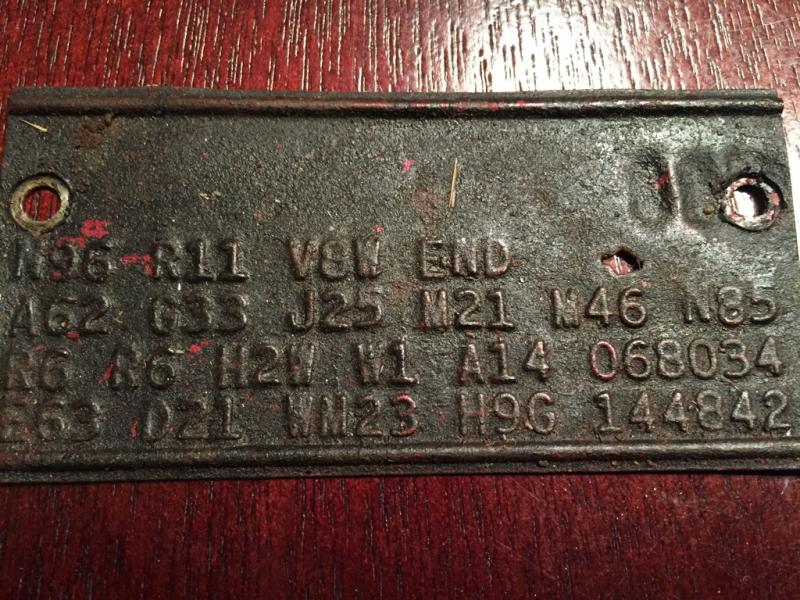 N96 R11 V8W END
A62 G33 J25 M21 M46 N85
R6 R6 H2W W1 A14 068034
E63 D21 WM23 H9G 144842